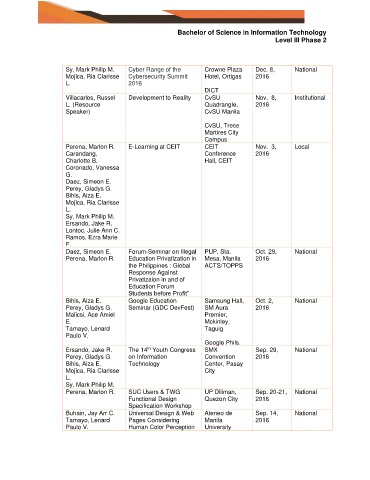 Bachelor of Science in Information Technology
Level III Phase 2
Sy, Mark Philip M.
Mojica, Ria Clarisse
L.
Cyber Range of the
Cybersecurity Summit
2016
Crowne Plaza
Hotel, Ortigas
DICT
Dec. 8,
2016
National
Villacarlos, Russel
L. (Resource
Speaker)
Development to Reality
CvSU
Quadrangle,
CvSU Manila
CvSU, Trece
Martires City
Campus
Nov. 8,
2016
Institutional
Perena, Marlon R.
Carandang,
Charlotte B.
Coronado, Vanessa
G.
Daez, Simeon E.
Perey, Gladys G.
Bihis, Aiza E.
Mojica, Ria Clarisse
L.
Sy, Mark Philip M.
Ersando, Jake R.
Lontoc, Julie Ann C.
Ramos, Ezra Marie
F.
E-Learning at CEIT
CEIT
Conference
Hall, CEIT
Nov. 3,
2016
Local
Daez, Simeon E.
Perena, Marlon R.
Forum-Seminar on Illegal
Education Privatization in
the Philippines : Global
Response Against
Privatizaion in and of
Education Forum
Students before Profit"
PUP, Sta.
Mesa, Manila
ACTS/TOPPS
Oct. 29,
2016
National
Bihis, Aiza E.
Perey, Gladys G.
Malicsi, Ace Amiel
E.
Tamayo, Lenard
Paulo V.
Google Education
Seminar (GDC DevFest)
Samsung Hall,
SM Aura
Premier,
Mckinley,
Taguig
Google Phils.
Oct. 2,
2016
National
Ersando, Jake R.
Perey, Gladys G.
Bihis, Aiza E.
Mojica, Ria Clarisse
L.
Sy, Mark Philip M.
The 14th Youth Congress
on Information
Technology
SMX
Convention
Center, Pasay
City
Sep. 29,
2016
National
Perena, Marlon R.
SUC Users & TWG
Functional Design
Specification Workshop
UP Diliman,
Quezon City
Sep. 20-21,
2016
National
Buhain, Jay Arr C.
Tamayo, Lenard
Paulo V.
Universal Design & Web
Pages Considering
Human Color Perception
Ateneo de
Manila
University
Sep. 14,
2016
National